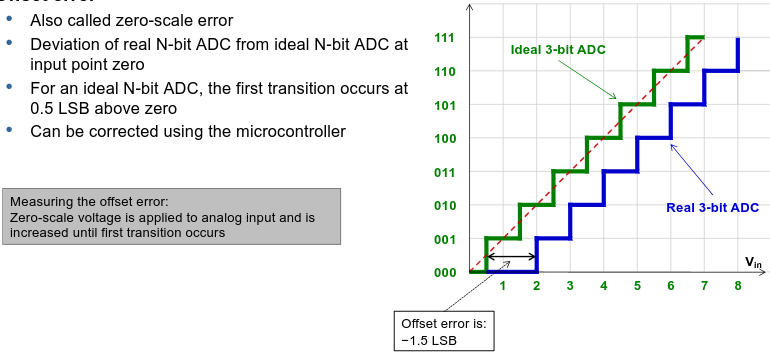 Also called zero-scale error
Deviation of real N-bit ADC from ideal N-bit ADC at
input point zero
For an ideal N-bit ADC, the first transition occurs at
0.5 LSB above zero
Can be corrected using the microcontroller
Measuring the offset error:
Zero-scale voltage is applied to analog input and is
increased until first transition occurs
111
110
101
100
011
010
001
000
Ideal 3-bit ADC
Real 3-bit ADC
Vin
1 2 3 4 5 6 7 8
Offset error is:
−1.5 LSB